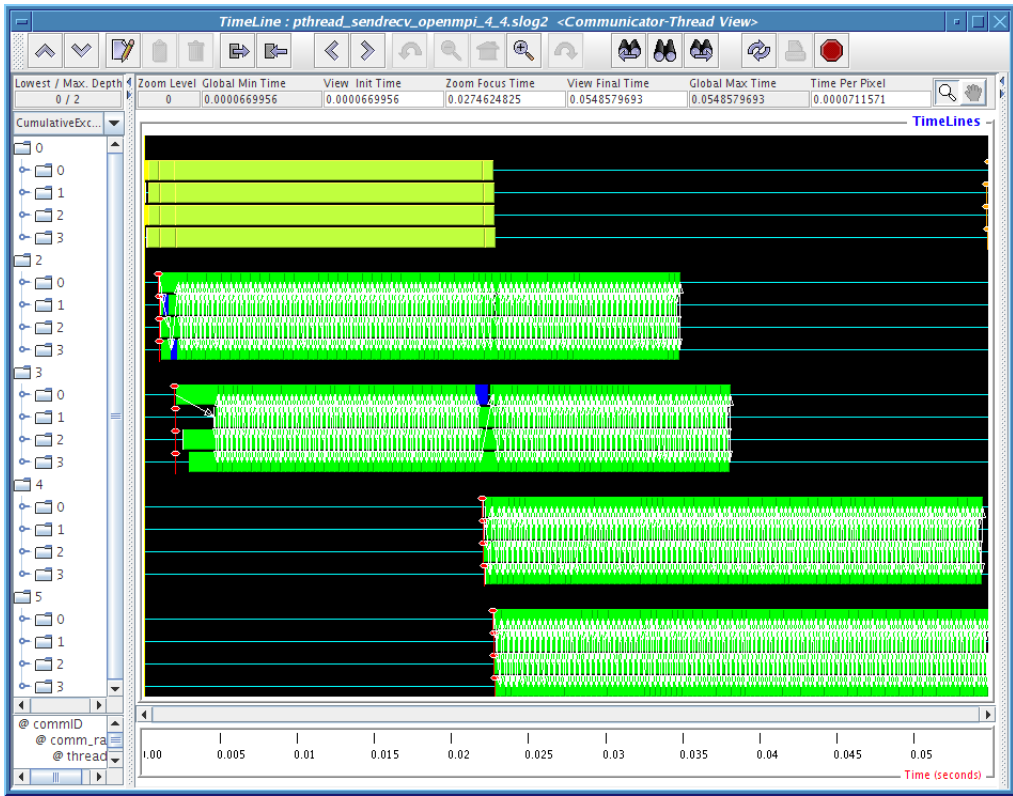 TimeLine : pthread_sendrecv_openmpi_4_4.slog2 <Communicator-Thread View>
Lowest / Max. Depth Zoom Level Global Min Time View Init Time Zoom Focus Time View Final Time Global Max Time Time Per Pixel
0 / 2 0 0.0000669956 0.0000669956 0.0274624825 0.0548579693 0.0548579693 0.0000711571
CumulativeExc...
TimeLines
0
0
1
2
3
2
0
1
2
3
3
0
1
2
3
4
0
1
2
3
5
0
1
2
3
@ commID
@ comm_ra
@ thread
0.005 0.01 0.015 0.02 0.025 0.03 0.035 0.04 0.045 0.05
Time (seconds)